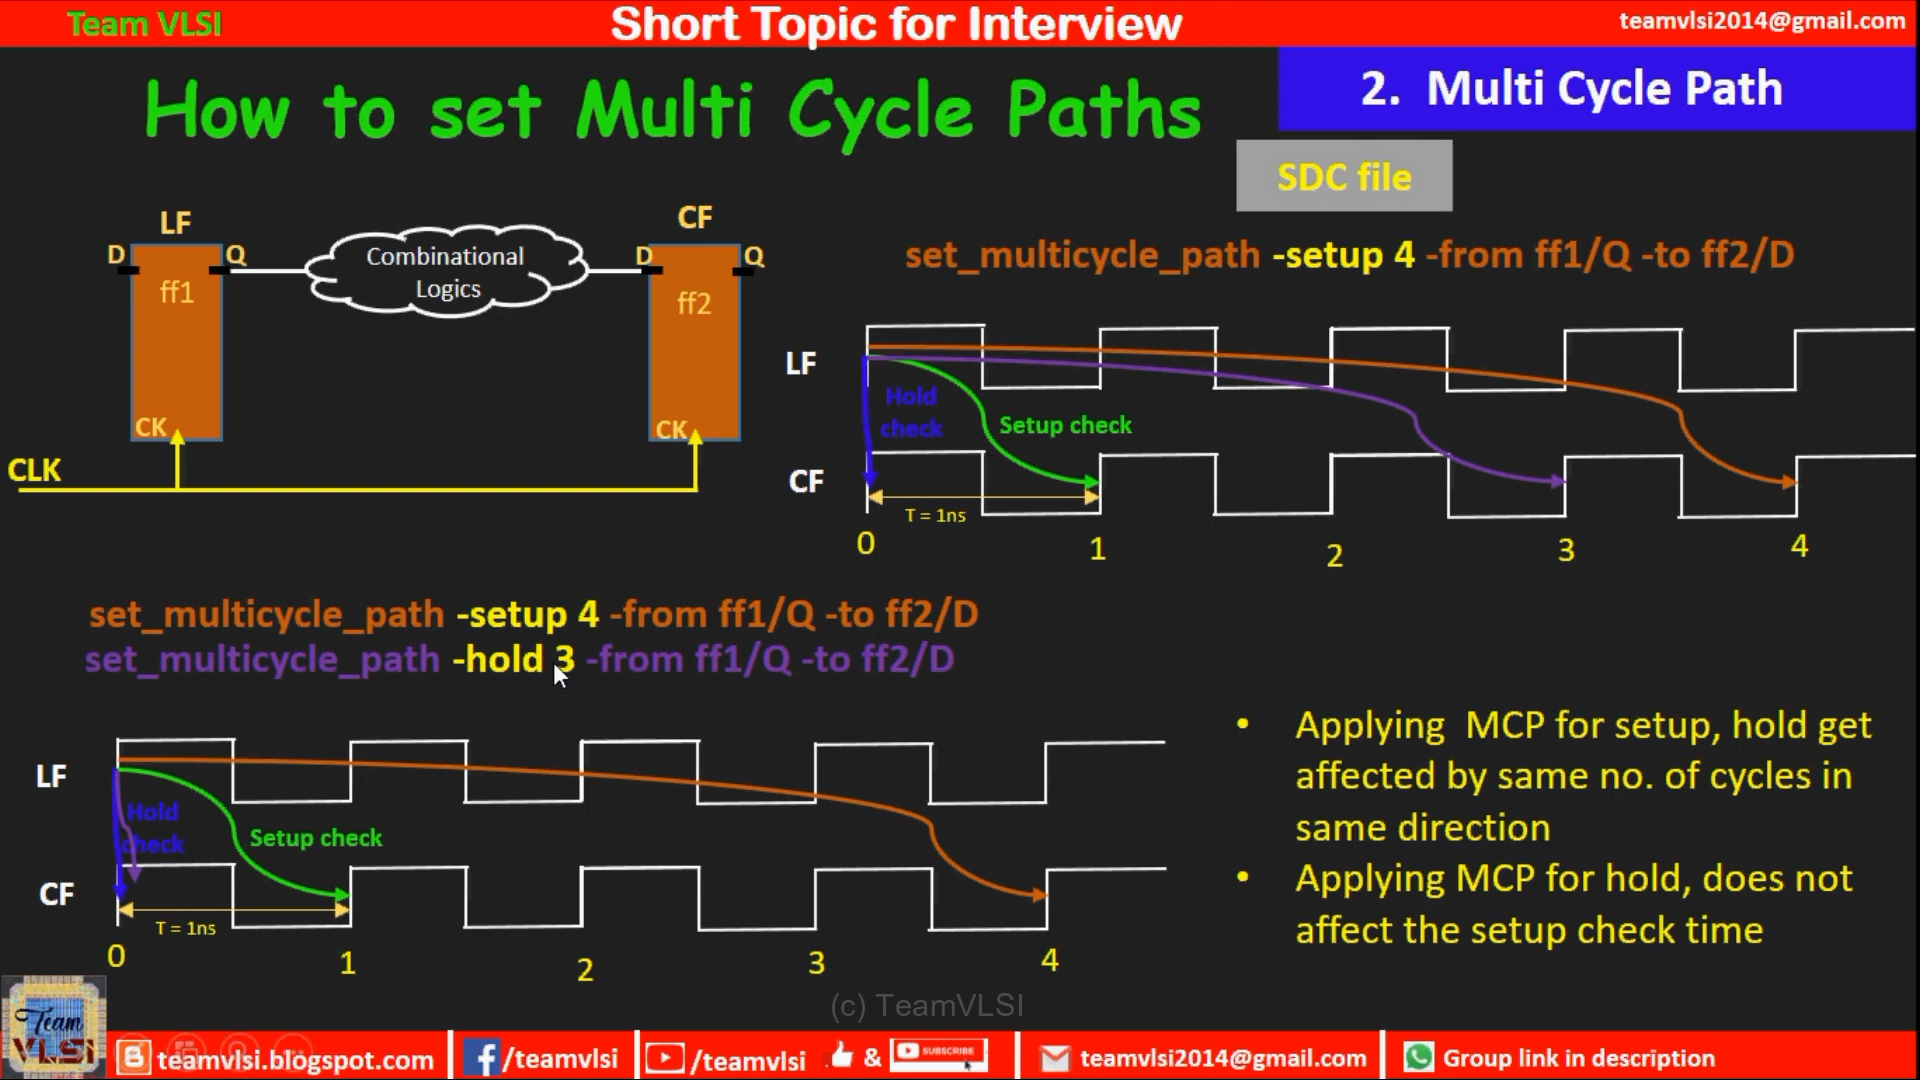 Team VLSI
Short Topic for Interview
teamvlsi2014@gmail.com
How to set Multi Cycle Paths
2. Multi Cycle Path
SDC file
LF
CF
D
Q
Combinational
Logics
D
Q
ff1
ff2
CK
CK
CLK
set_multicycle_path -setup 4 -from ff1/Q -to ff2/D
LF
Hold
check
Setup check
CF
T = 1ns
0
1
2
3
4
set_multicycle_path -setup 4 -from ff1/Q -to ff2/D
set_multicycle_path -hold 3 -from ff1/Q -to ff2/D
LF
Hold
check
Setup check
CF
T = 1ns
0
1
2
3
4
• Applying MCP for setup, hold get
affected by same no. of cycles in
same direction
• Applying MCP for hold, does not
affect the setup check time
(c) TeamVLSI
Team
VLSI
teamvlsi.blogspot.com
/teamvlsi
/teamvlsi
&
SUBSCRIBE
teamvlsi2014@gmail.com
Group link in description